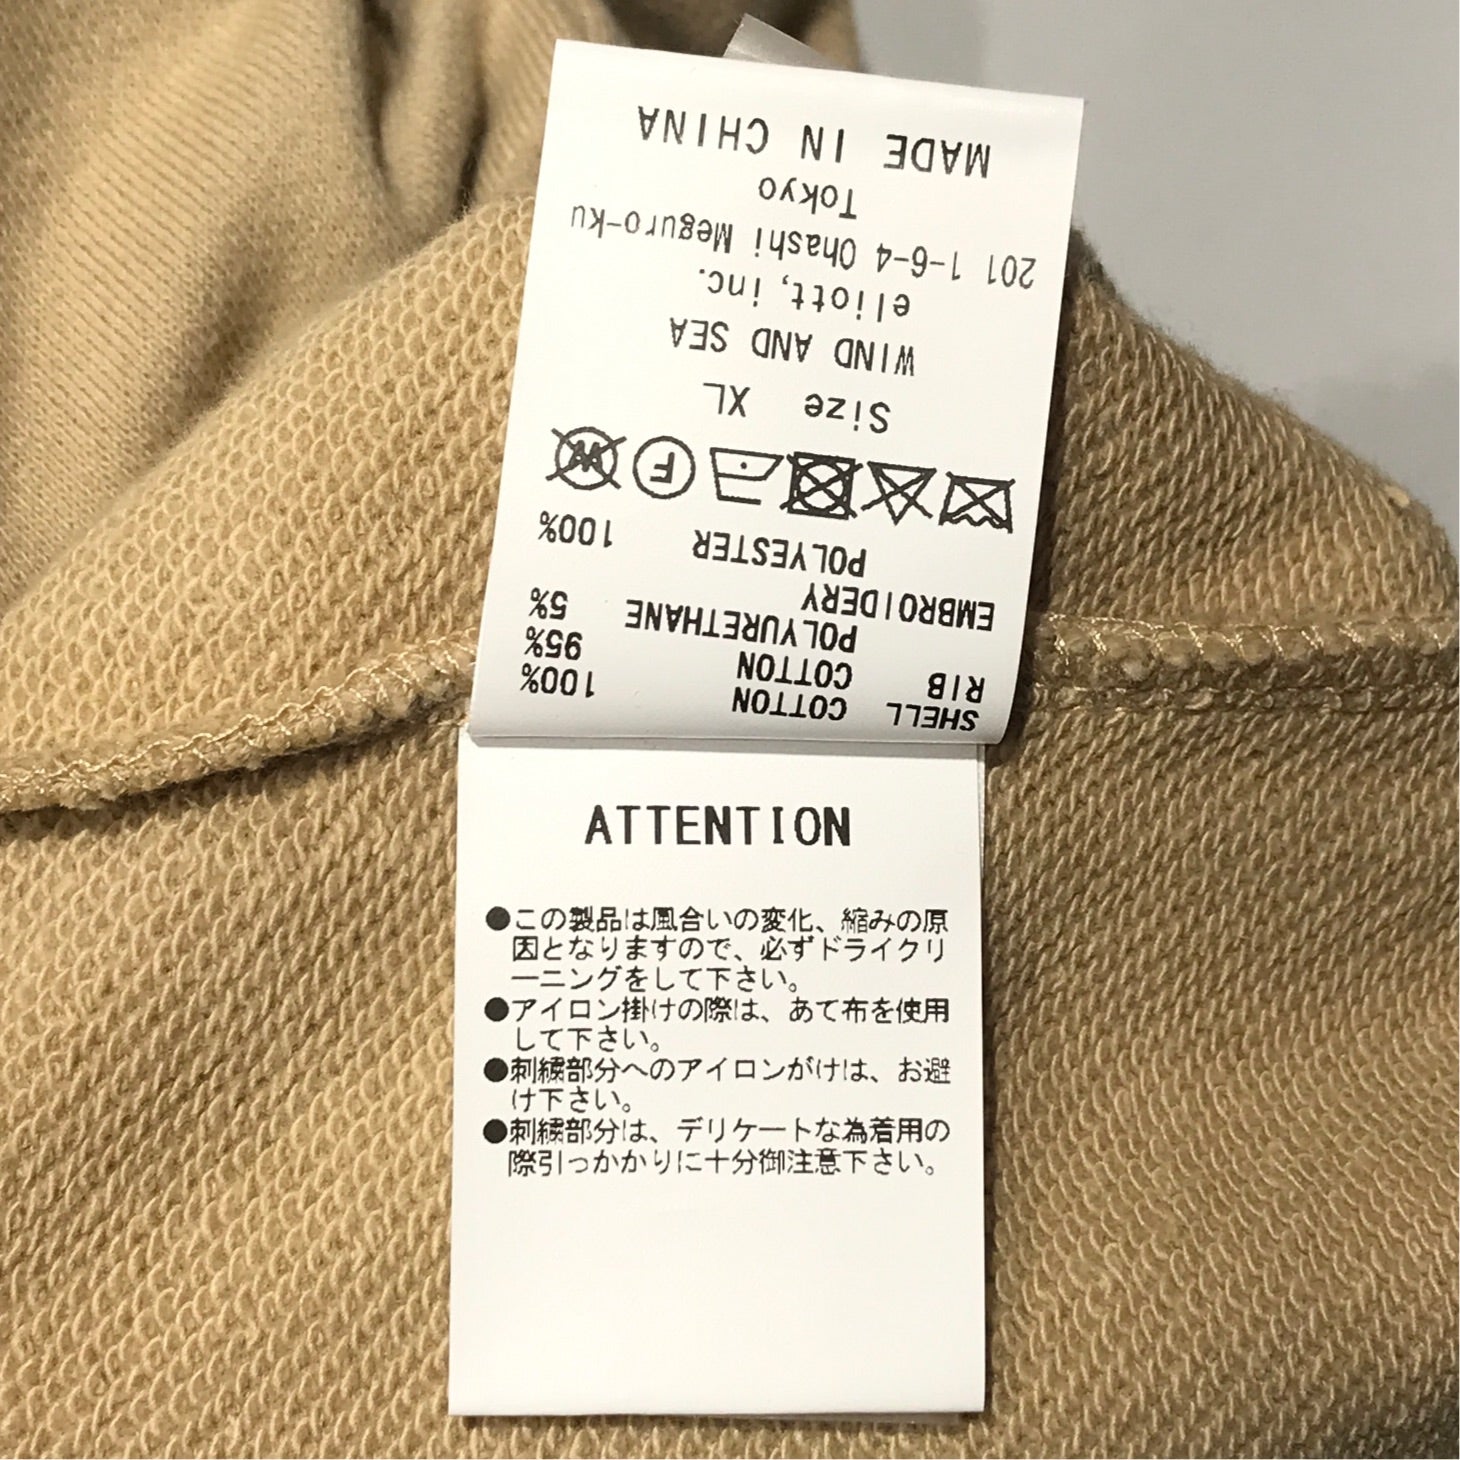 SHELL COTTON 100%
RIB COTTON 95%
POLYURETHANE 5%
EMBROIDERY
POLYESTER 100%
F W
Size XL
WIND AND SEA
eliott, inc.
201 1-6-4 Ohashi Meguro-ku
Tokyo
MADE IN CHINA
ATTENTION
●この製品は風合いの変化、縮みの原
因となりますので、必ずドライクリ
ーニングをして下さい。
●アイロン掛けの際は、あて布を使用
して下さい。
●刺繍部分へのアイロンがけは、お避
け下さい。
●刺繍部分は、デリケートな為着用の
際引っかかりに十分御注意下さい。